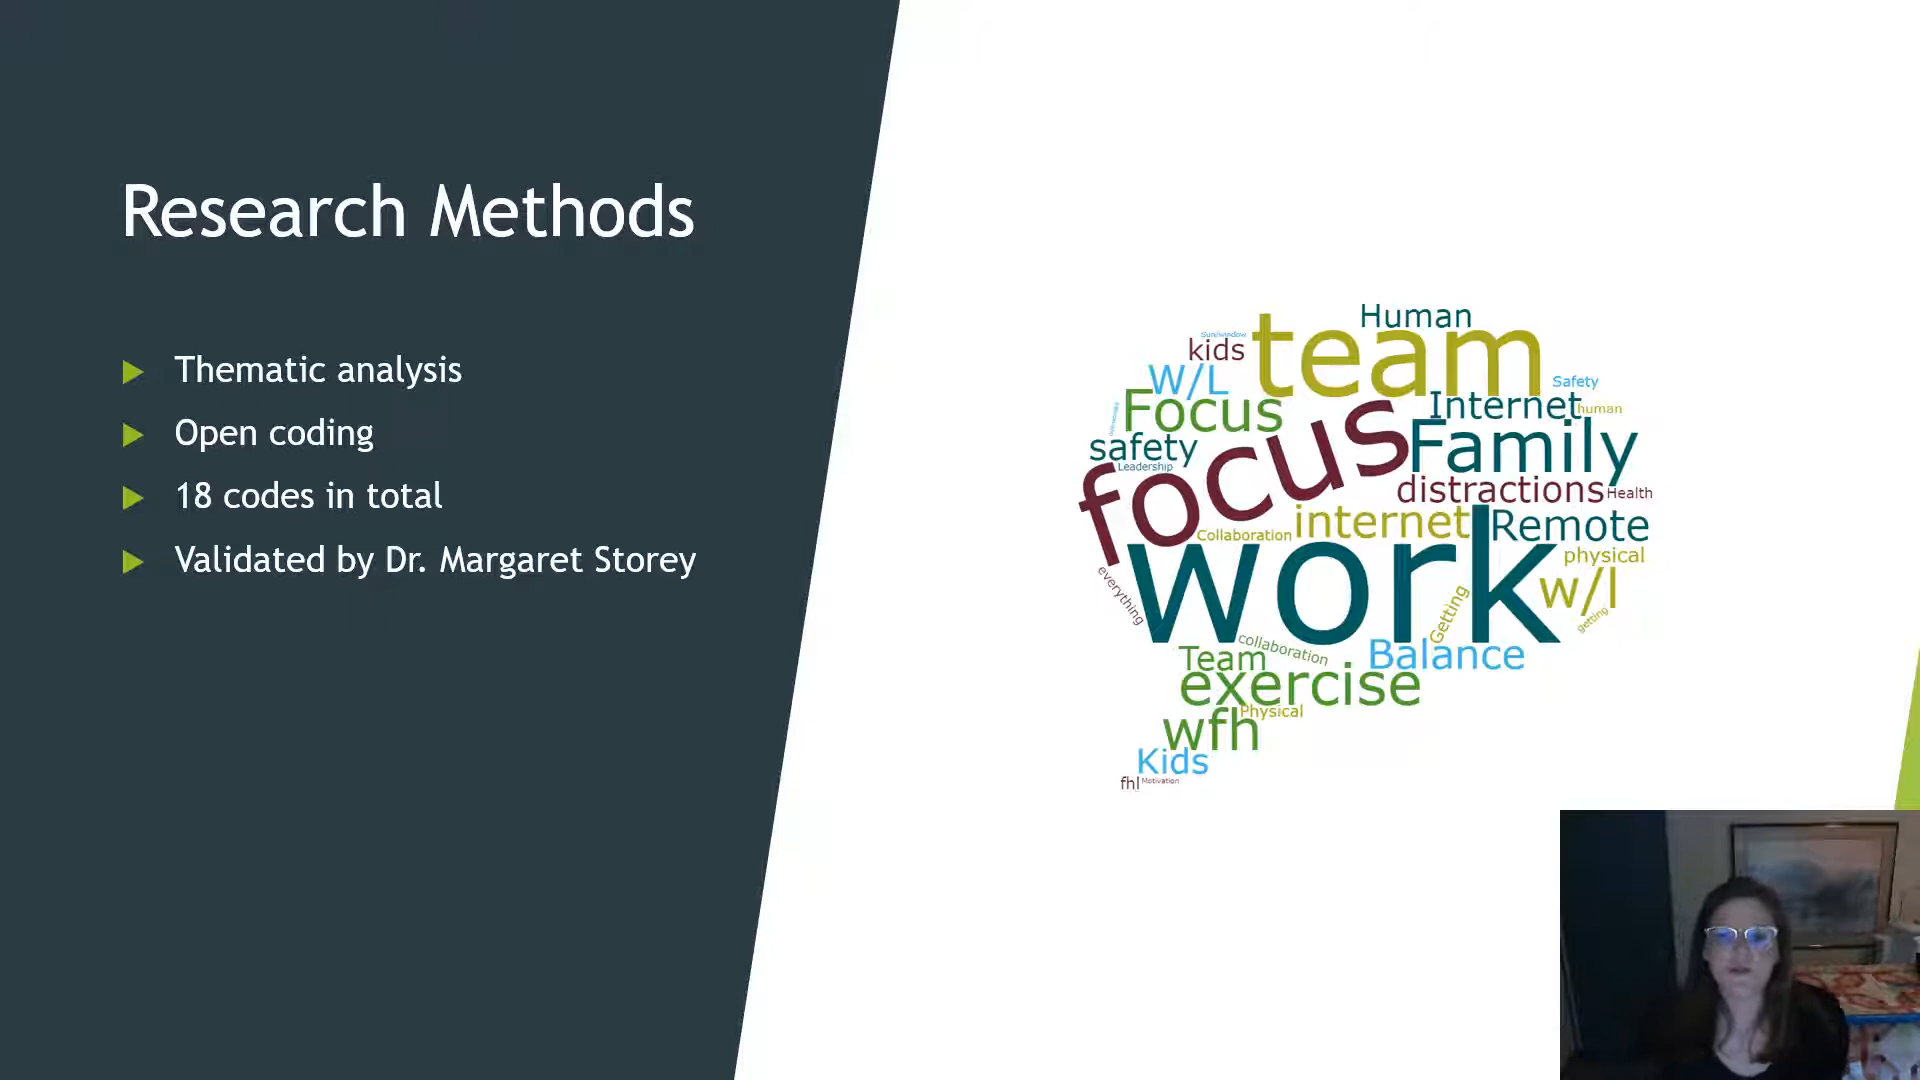 Research Methods
Thematic analysis
Open coding
18 codes in total
Validated by Dr. Margaret Storey
Human
Sun/window
kids
team
W/L
Safety
Focus
Internet
human
safety
focus
Family
Leadership
distractions
Health
internet
Remote
Collaboration
work
physical
everything
w/l
Getting
getting
collaboration
Team
Balance
exercise
Physical
wfh
Kids
fhl
Motivation